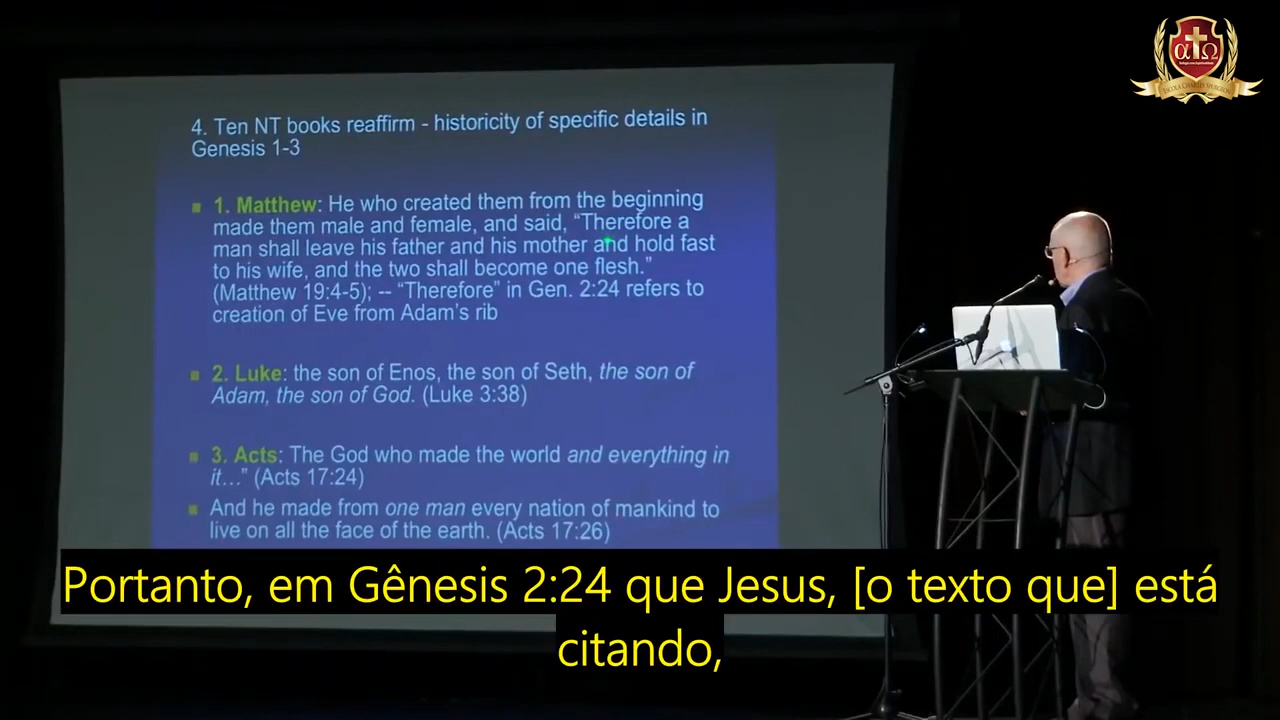 α Ω
ESCOLA CHARLES SPURGEON
4. Ten NT books reaffirm - historicity of specific details in
Genesis 1-3
1. Matthew: He who created them from the beginning
made them male and female, and said, “Therefore a
man shall leave his father and his mother and hold fast
to his wife, and the two shall become one flesh.”
(Matthew 19:4-5); -- “Therefore” in Gen. 2:24 refers to
creation of Eve from Adam’s rib
2. Luke: the son of Enos, the son of Seth, the son of
Adam, the son of God. (Luke 3:38)
3. Acts: The God who made the world and everything in
it…” (Acts 17:24)
And he made from one man every nation of mankind to
live on all the face of the earth. (Acts 17:26)
Portanto, em Gênesis 2:24 que Jesus, [o texto que] está
citando,